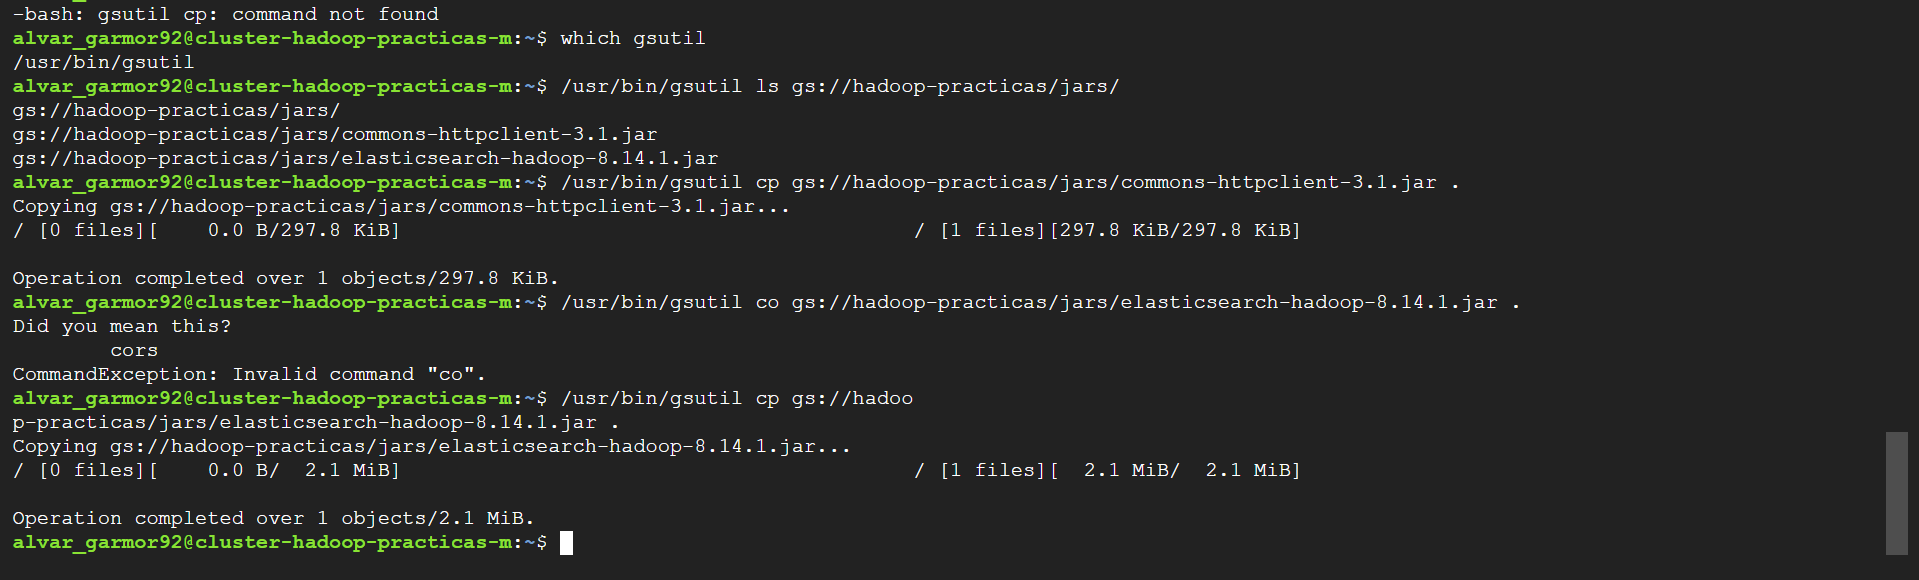 -bash: gsutil cp: command not found
alvar_garmor92@cluster-hadoop-practicas-m:~$ which gsutil
/usr/bin/gsutil
alvar_garmor92@cluster-hadoop-practicas-m:~$ /usr/bin/gsutil ls gs://hadoop-practicas/jars/
gs://hadoop-practicas/jars/
gs://hadoop-practicas/jars/commons-httpclient-3.1.jar
gs://hadoop-practicas/jars/elasticsearch-hadoop-8.14.1.jar
alvar_garmor92@cluster-hadoop-practicas-m:~$ /usr/bin/gsutil cp gs://hadoop-practicas/jars/commons-httpclient-3.1.jar .
Copying gs://hadoop-practicas/jars/commons-httpclient-3.1.jar...
/ [0 files][    0.0 B/297.8 KiB]                                          / [1 files][297.8 KiB/297.8 KiB]
Operation completed over 1 objects/297.8 KiB.
alvar_garmor92@cluster-hadoop-practicas-m:~$ /usr/bin/gsutil co gs://hadoop-practicas/jars/elasticsearch-hadoop-8.14.1.jar .
Did you mean this?
        cors
CommandException: Invalid command "co".
alvar_garmor92@cluster-hadoop-practicas-m:~$ /usr/bin/gsutil cp gs://hadoo
p-practicas/jars/elasticsearch-hadoop-8.14.1.jar .
Copying gs://hadoop-practicas/jars/elasticsearch-hadoop-8.14.1.jar...
/ [0 files][    0.0 B/  2.1 MiB]                                          / [1 files][  2.1 MiB/  2.1 MiB]
Operation completed over 1 objects/2.1 MiB.
alvar_garmor92@cluster-hadoop-practicas-m:~$